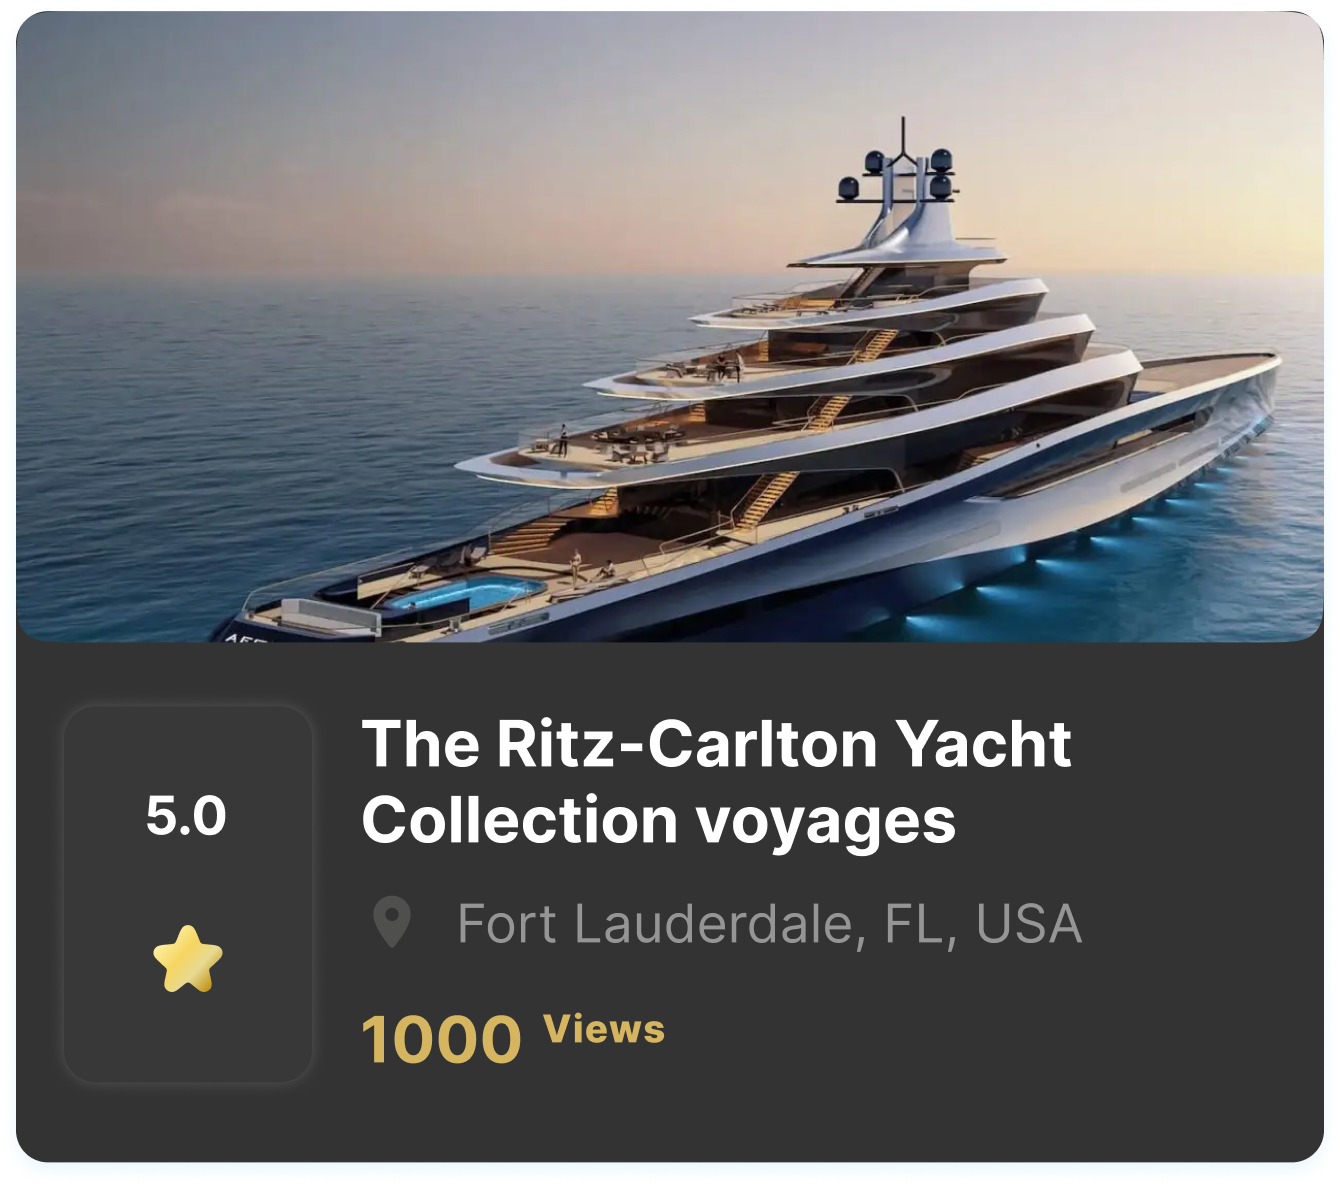 The Ritz-Carlton Yacht
Collection voyages
5.0
Fort Lauderdale, FL, USA
1000 Views